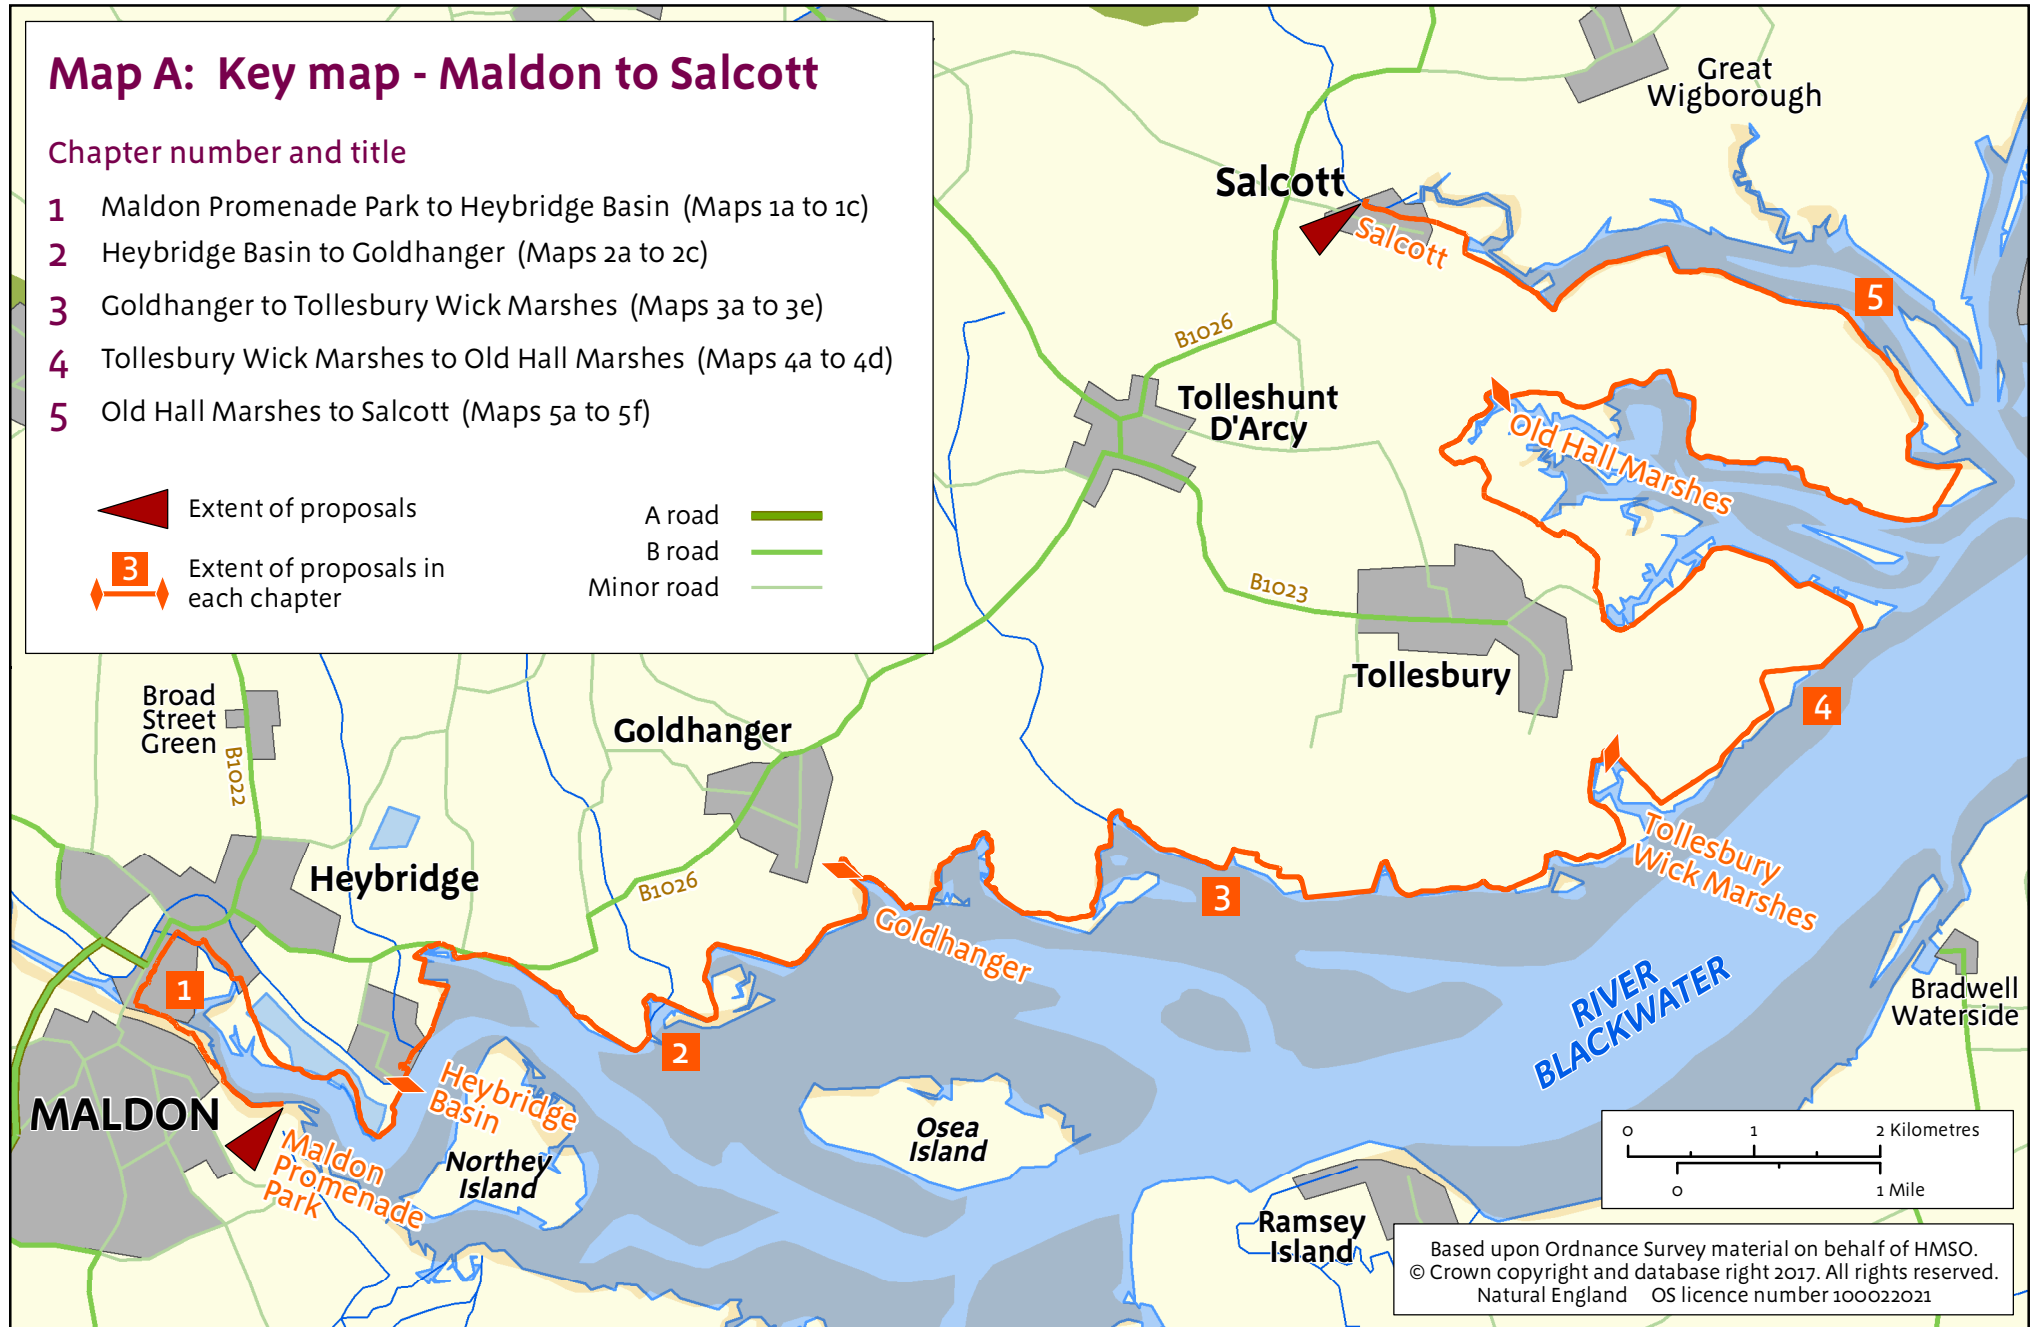 Map A: Key map - Maldon to Salcott
Chapter number and title
1 Maldon Promenade Park to Heybridge Basin (Maps 1a to 1c)
2 Heybridge Basin to Goldhanger (Maps 2a to 2c)
3 Goldhanger to Tollesbury Wick Marshes (Maps 3a to 3e)
4 Tollesbury Wick Marshes to Old Hall Marshes (Maps 4a to 4d)
5 Old Hall Marshes to Salcott (Maps 5a to 5f)
Extent of proposals
3 Extent of proposals in
each chapter
A road
B road
Minor road
Great
Wigborough
Salcott
Salcott
5
B1026
Tolleshunt
D'Arcy
Old Hall Marshes
B1023
Tollesbury
4
Broad
Street
Green
B1022
Goldhanger
Heybridge
B1026
Goldhanger
3
Tollesbury
Wick Marshes
1
2
RIVER
BLACKWATER
Bradwell
Waterside
MALDON
Heybridge
Basin
Maldon
Promenade
Park
Northey
Island
Osea
Island
Ramsey
Island
0 1 2 Kilometres
0 1 Mile
Based upon Ordnance Survey material on behalf of HMSO.
© Crown copyright and database right 2017. All rights reserved.
Natural England OS licence number 100022021